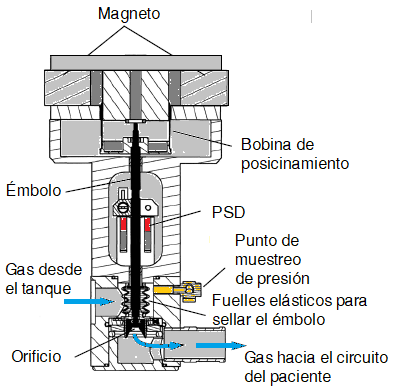 Magneto
Bobina de
posicinamiento
Émbolo
PSD
Punto de
muestreo
de presión
Gas desde
el tanque
Fuelles elásticos para
sellar el émbolo
Orificio
Gas hacia el circuito
del paciente